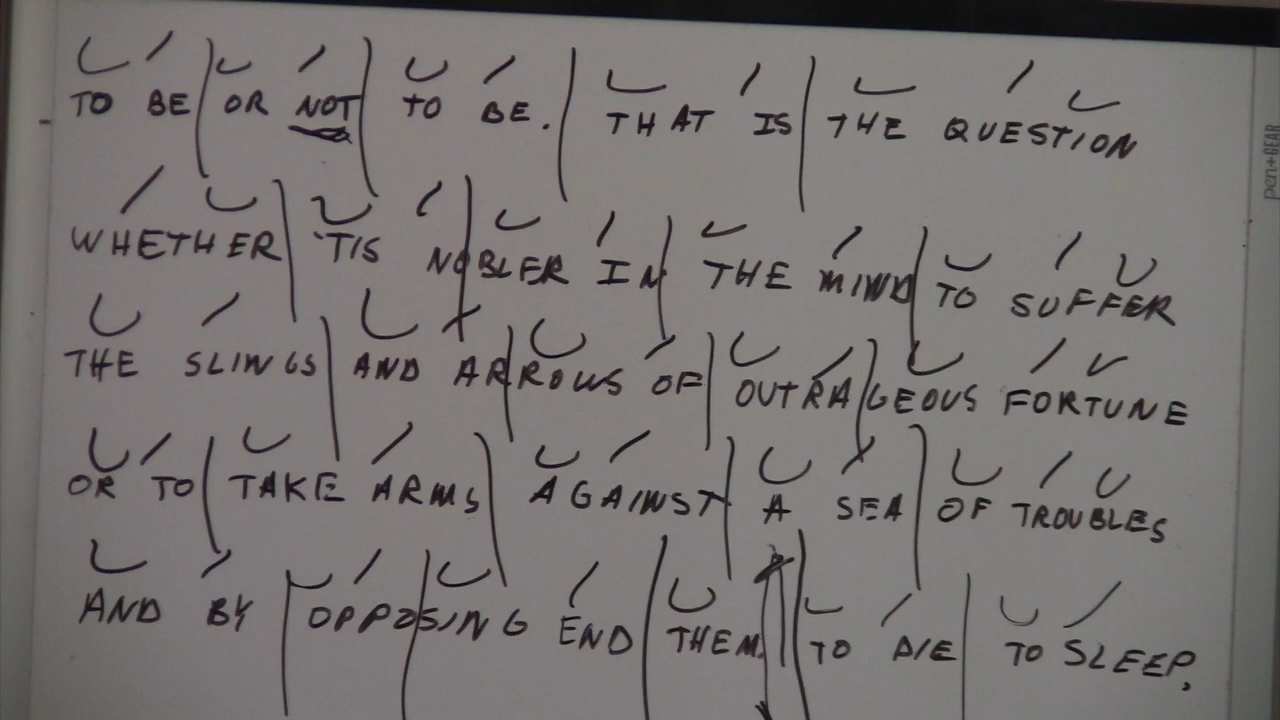 TO BE OR NOT TO BE. THAT IS THE QUESTION
WHETHER 'TIS NOBLER IN THE MIND TO SUFFER
THE SLINGS AND ARROWS OF OUTRAGEOUS FORTUNE
OR TO TAKE ARMS AGAINST A SEA OF TROUBLES
AND BY OPPOSING END THEM. TO DIE TO SLEEP,
pen+GEAR